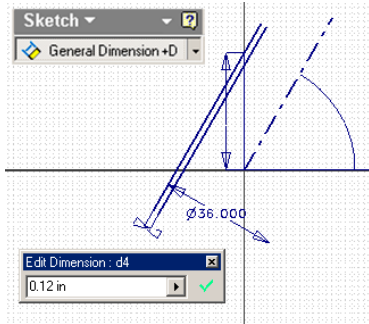 Sketch
General Dimension +D
Ø36.000
Edit Dimension : d4
0.12 in